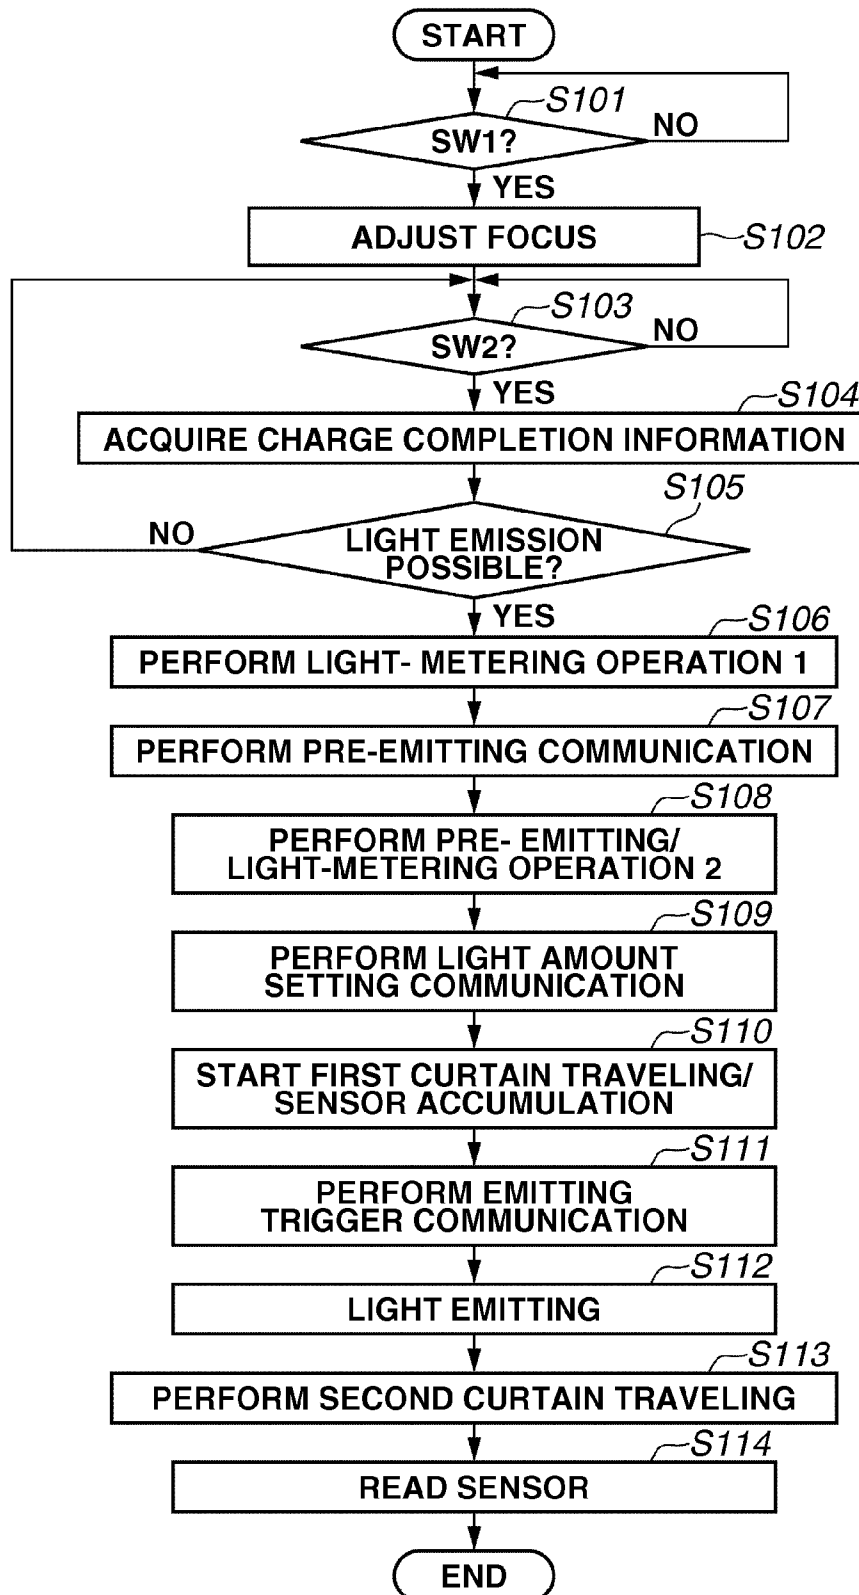 START
S101
SW1?
NO
YES
ADJUST FOCUS
S102
S103
SW2?
NO
YES
S104
ACQUIRE CHARGE COMPLETION INFORMATION
S105
NO
LIGHT EMISSION
POSSIBLE?
YES
S106
PERFORM LIGHT- METERING OPERATION 1
S107
PERFORM PRE-EMITTING COMMUNICATION
S108
PERFORM PRE- EMITTING/
LIGHT-METERING OPERATION 2
S109
PERFORM LIGHT AMOUNT
SETTING COMMUNICATION
S110
START FIRST CURTAIN TRAVELING/
SENSOR ACCUMULATION
S111
PERFORM EMITTING
TRIGGER COMMUNICATION
S112
LIGHT EMITTING
S113
PERFORM SECOND CURTAIN TRAVELING
S114
READ SENSOR
END